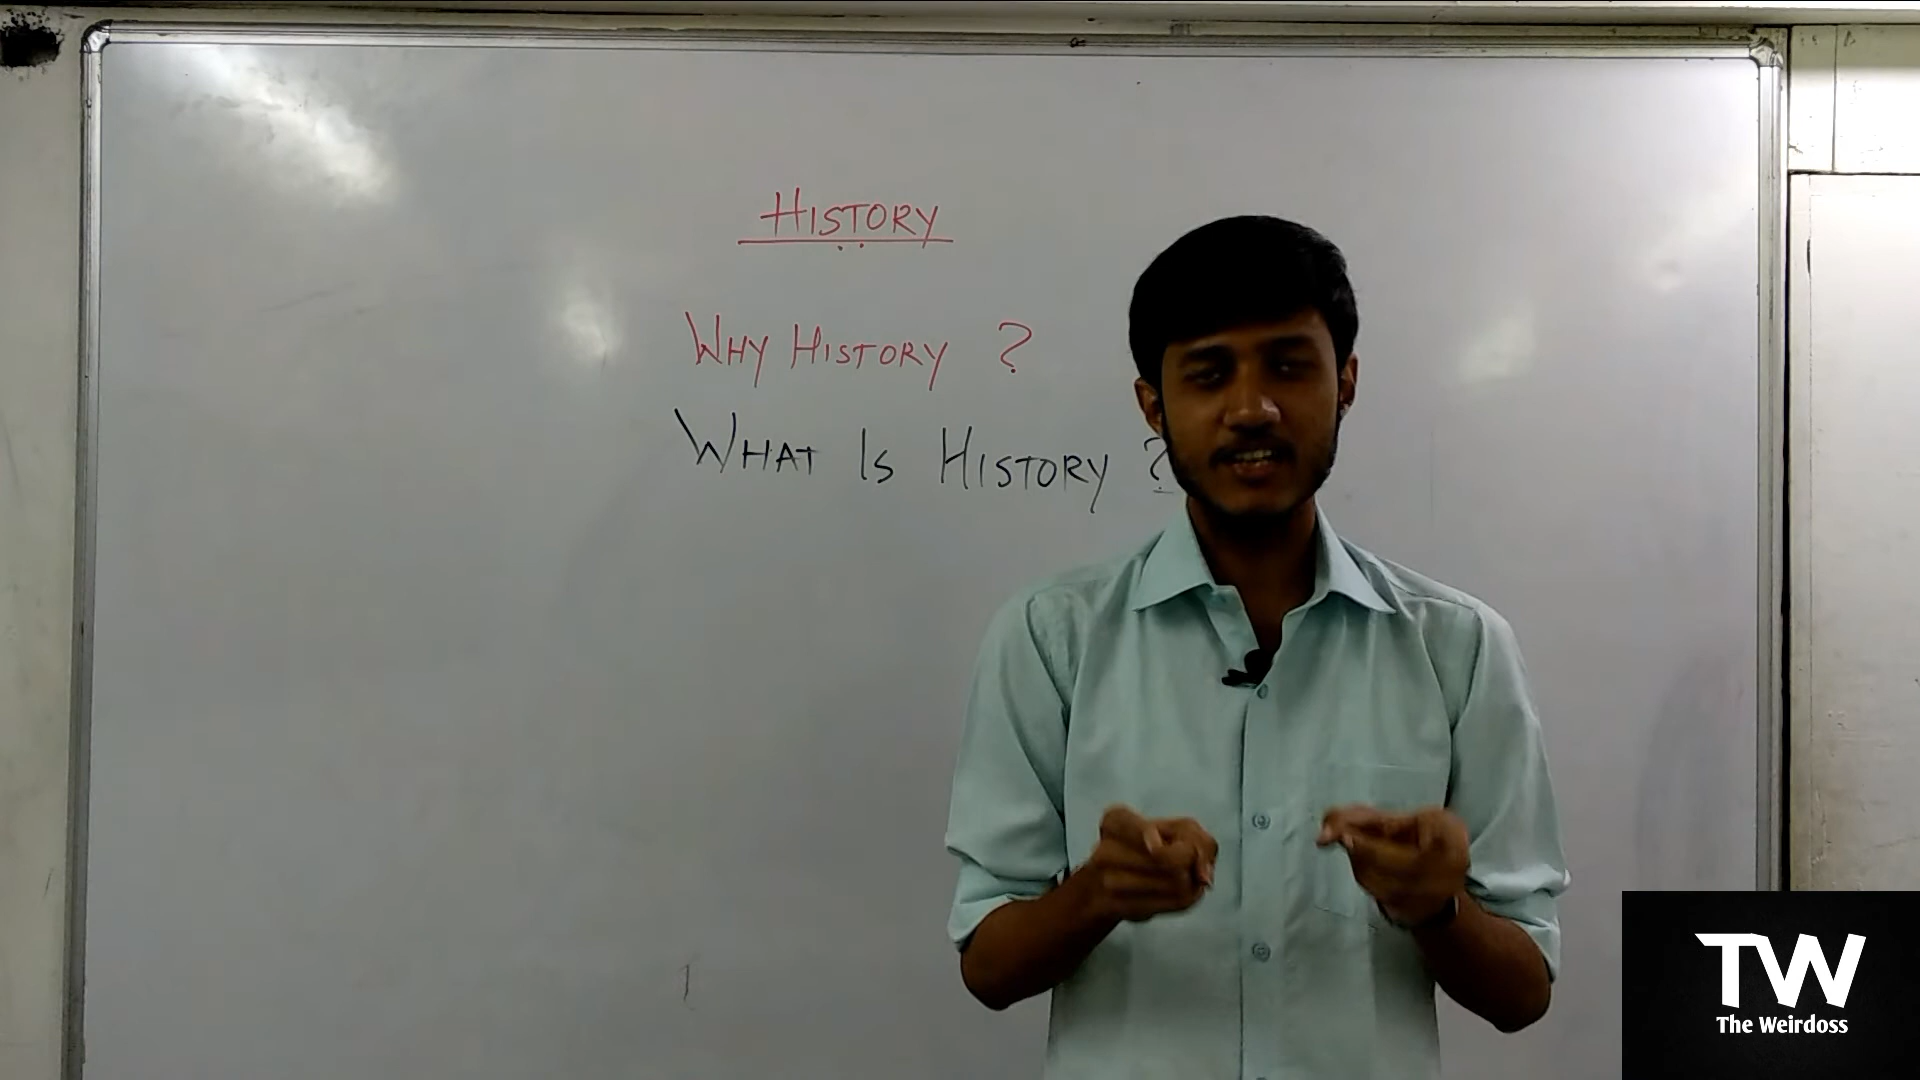 HISTORY
WHY HISTORY ?
WHAT IS HISTORY ?
TW
The Weirdoss